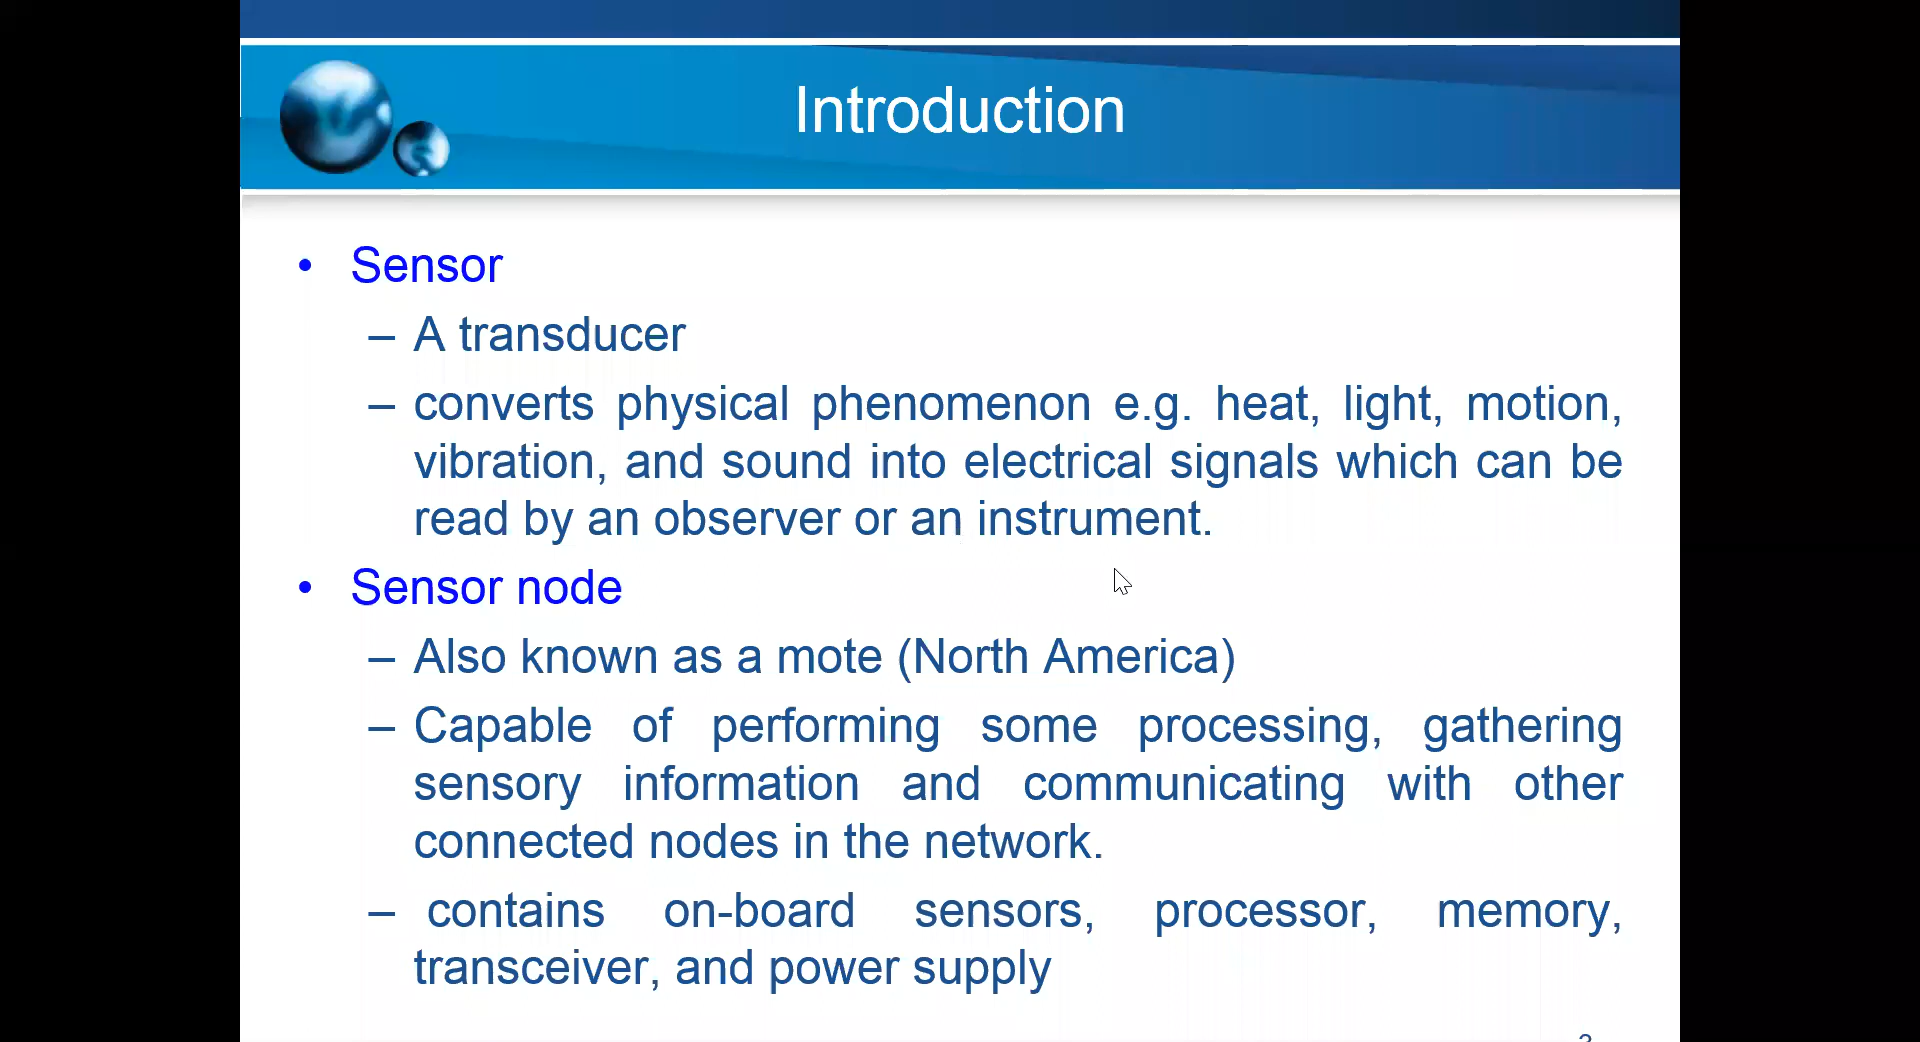 Introduction
• Sensor
– A transducer
– converts physical phenomenon e.g. heat, light, motion,
vibration, and sound into electrical signals which can be
read by an observer or an instrument.
• Sensor node
– Also known as a mote (North America)
– Capable of performing some processing, gathering
sensory information and communicating with other
connected nodes in the network.
– contains on-board sensors, processor, memory,
transceiver, and power supply